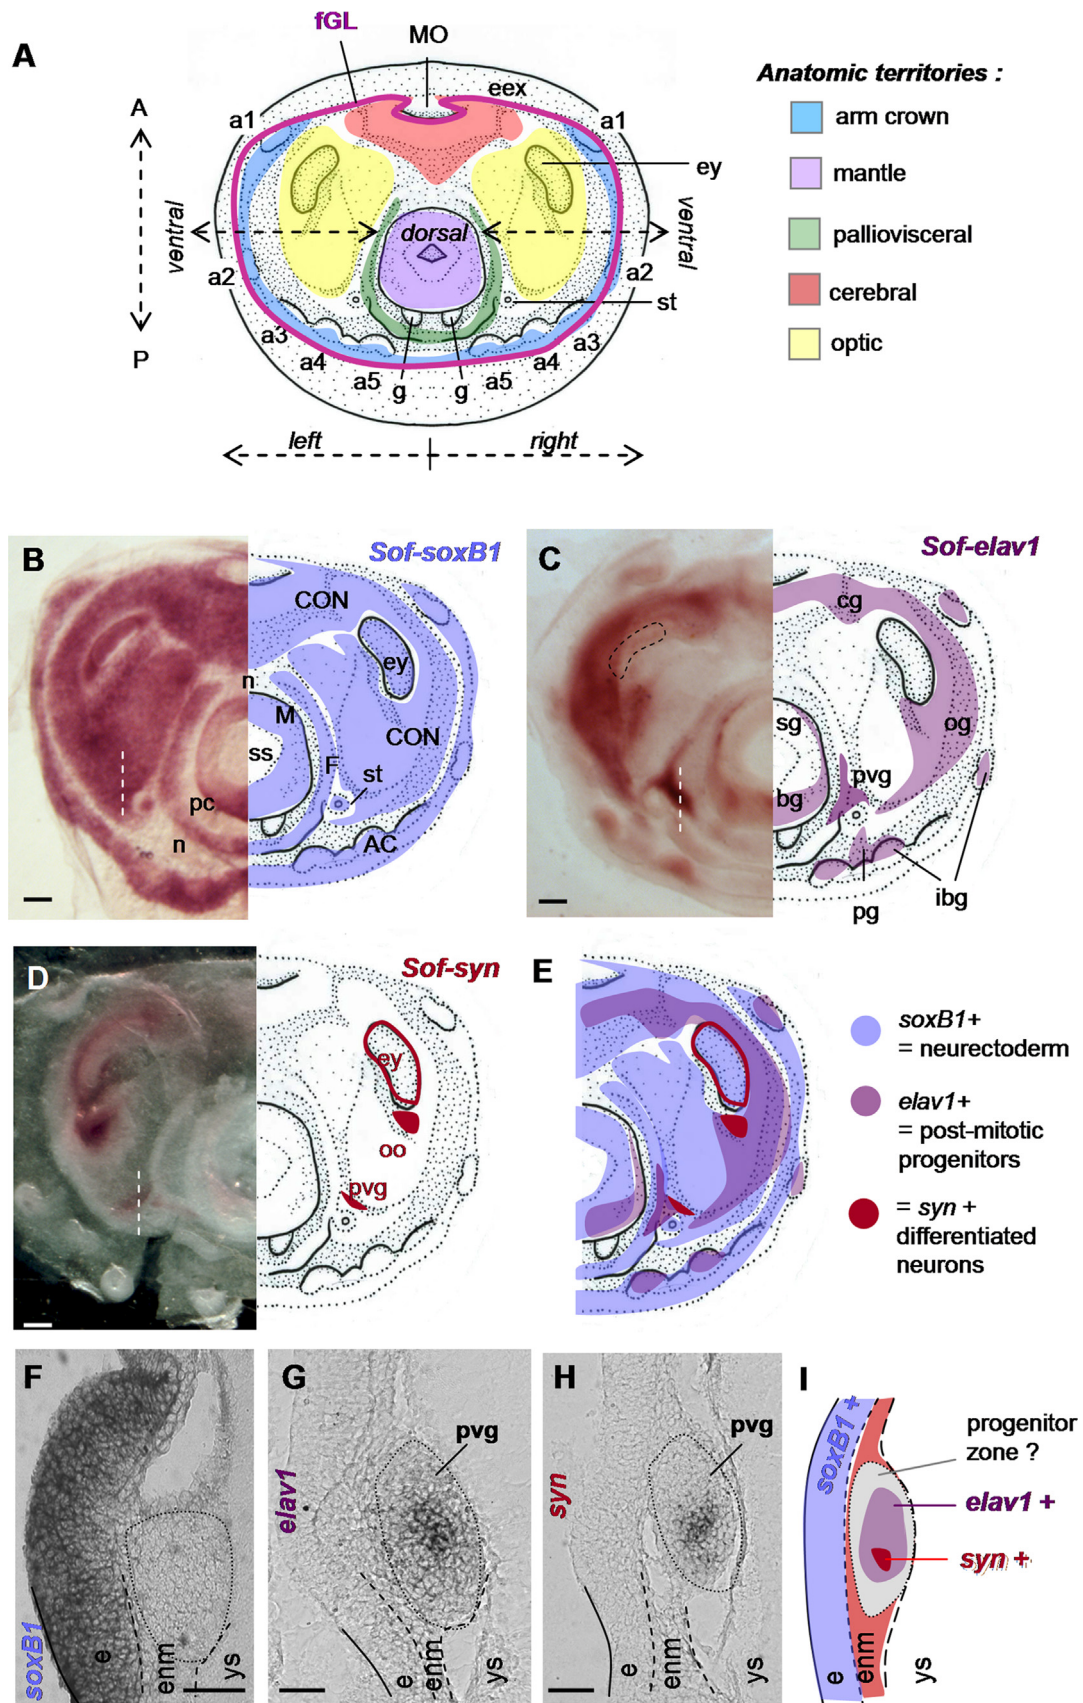 A
fGL
MO
eex
a1
a1
A
P
ventral
ventral
dorsal
ey
a2
a2
st
a3
a3
a4
a4
a5
a5
g
g
left
right
Anatomic territories :
arm crown
mantle
palliovisceral
cerebral
optic
B
Sof-soxB1
CON
ey
n
M
CON
ss
F
st
pc
n
AC
C
Sof-elav1
cg
sg
og
pvg
bg
ibg
pg
D
Sof-syn
ey
oo
pvg
E
soxB1+
= neurectoderm
elav1+
= post-mitotic
progenitors
= syn +
differentiated
neurons
F
soxB1
e
enm
ys
G
pvg
elav1
e
enm
ys
H
pvg
syn
e
enm
ys
I
soxB1 +
progenitor
zone ?
elav1 +
syn +
e
enm
ys